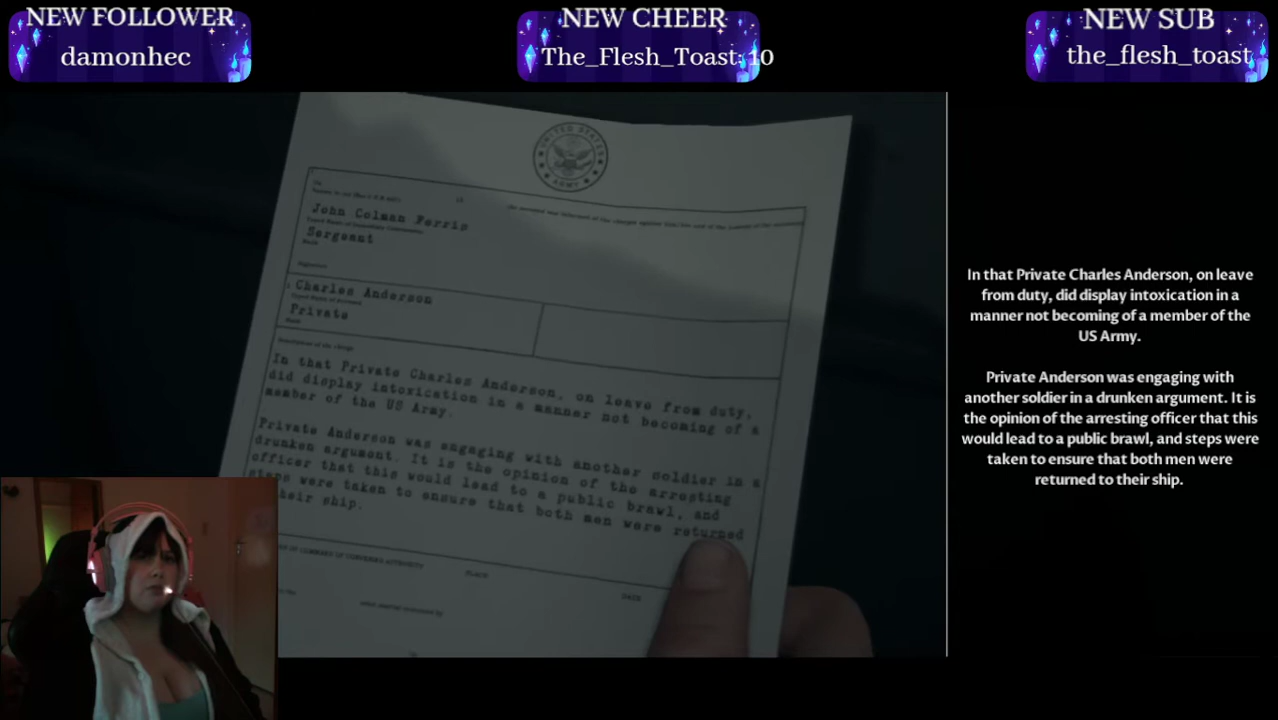 NEW FOLLOWER
damonhec
NEW CHEER
The_Flesh_Toast: 10
NEW SUB
the_flesh_toast
UNITED STATES
ARMY
John Colman Perrip
Sergeant
Charles Anderson
Private
In that Private Charles Anderson, on leave from duty,
did display intoxication in a manner not becoming of a
member of the US Army.
Private Anderson was engaging with another soldier in a
drunken argument. It is the opinion of the arresting
officer that this would lead to a public brawl, and
steps were taken to ensure that both men were returned
their ship.
PLACE
DATE
In that Private Charles Anderson, on leave
from duty, did display intoxication in a
manner not becoming of a member of the
US Army.
Private Anderson was engaging with
another soldier in a drunken argument. It is
the opinion of the arresting officer that this
would lead to a public brawl, and steps were
taken to ensure that both men were
returned to their ship.